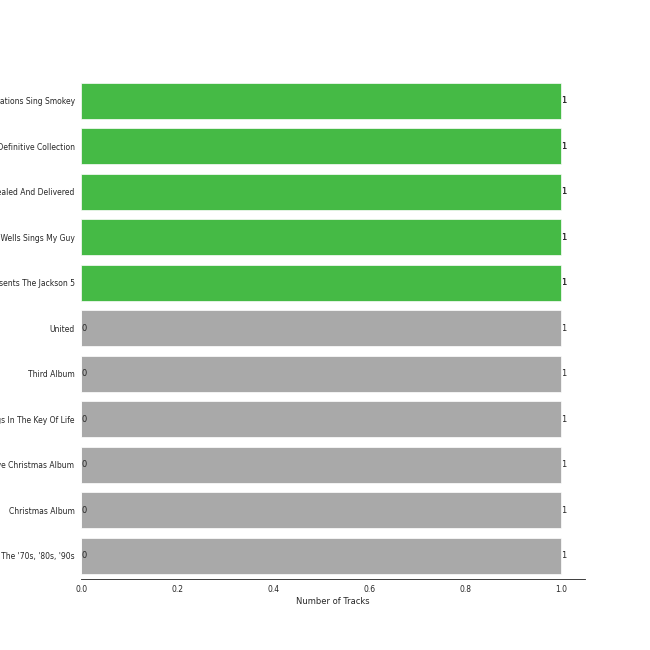 ations Sing Smokey 1
Definitive Collection 1
ealed And Delivered 1
Wells Sings My Guy 1
sents The Jackson 5 1
United 0 1
Third Album 0 1
s In The Key Of Life 0 1
e Christmas Album 0 1
Christmas Album 0 1
The '70s, '80s, '90s 0 1
0.0 0.2 0.4 0.6 0.8 1.0
Number of Tracks